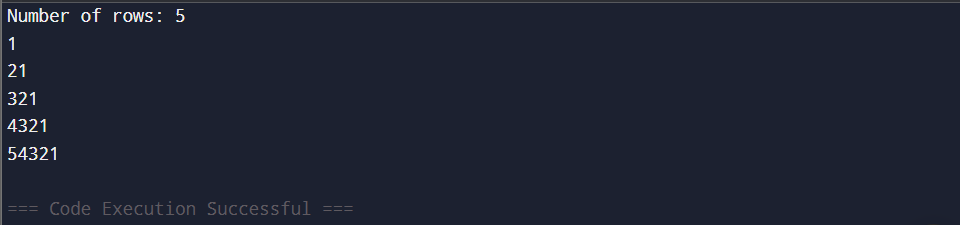 Number of rows: 5
1
21
321
4321
54321
=== Code Execution Successful ===